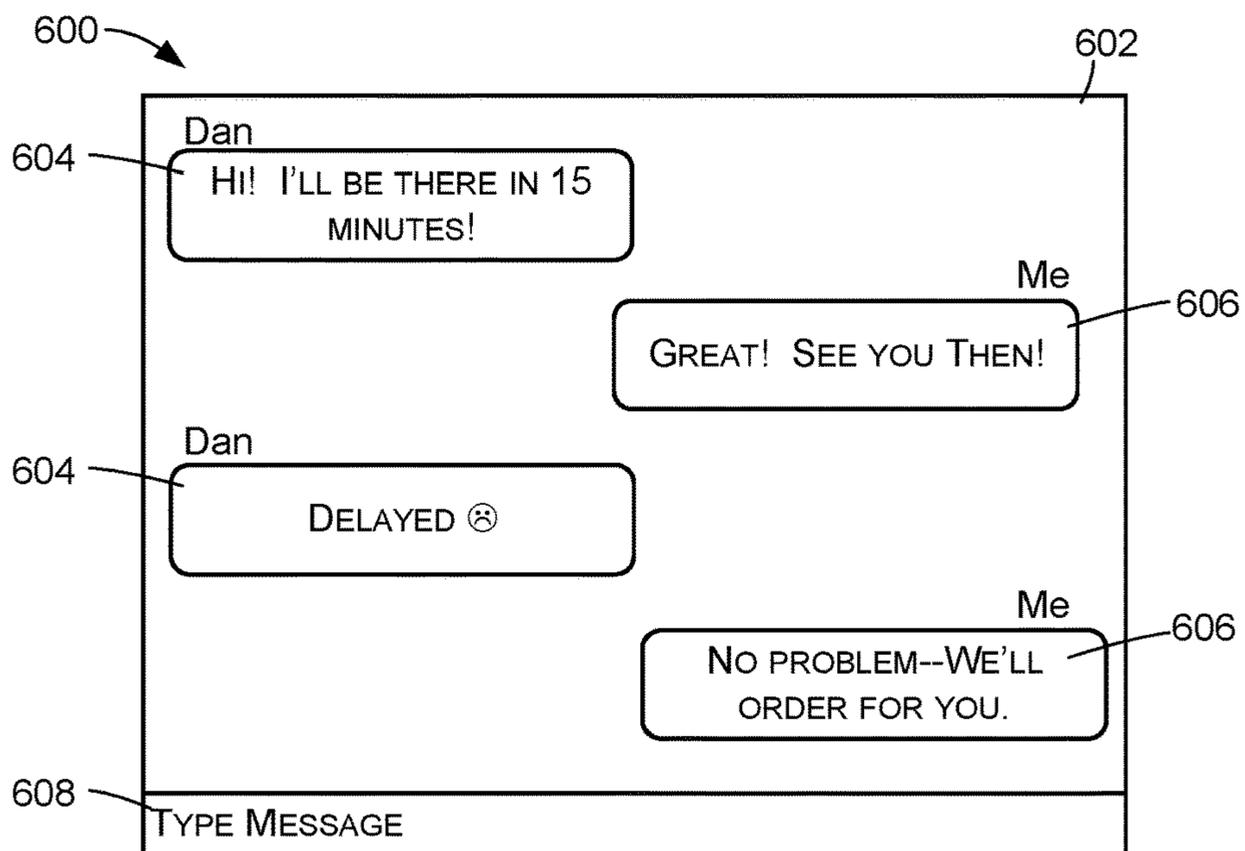 600
602
Dan
604
HI! I'LL BE THERE IN 15
MINUTES!
Me
606
GREAT! SEE YOU THEN!
Dan
604
DELAYED ☹
Me
606
NO PROBLEM--WE'LL
ORDER FOR YOU.
608
TYPE MESSAGE